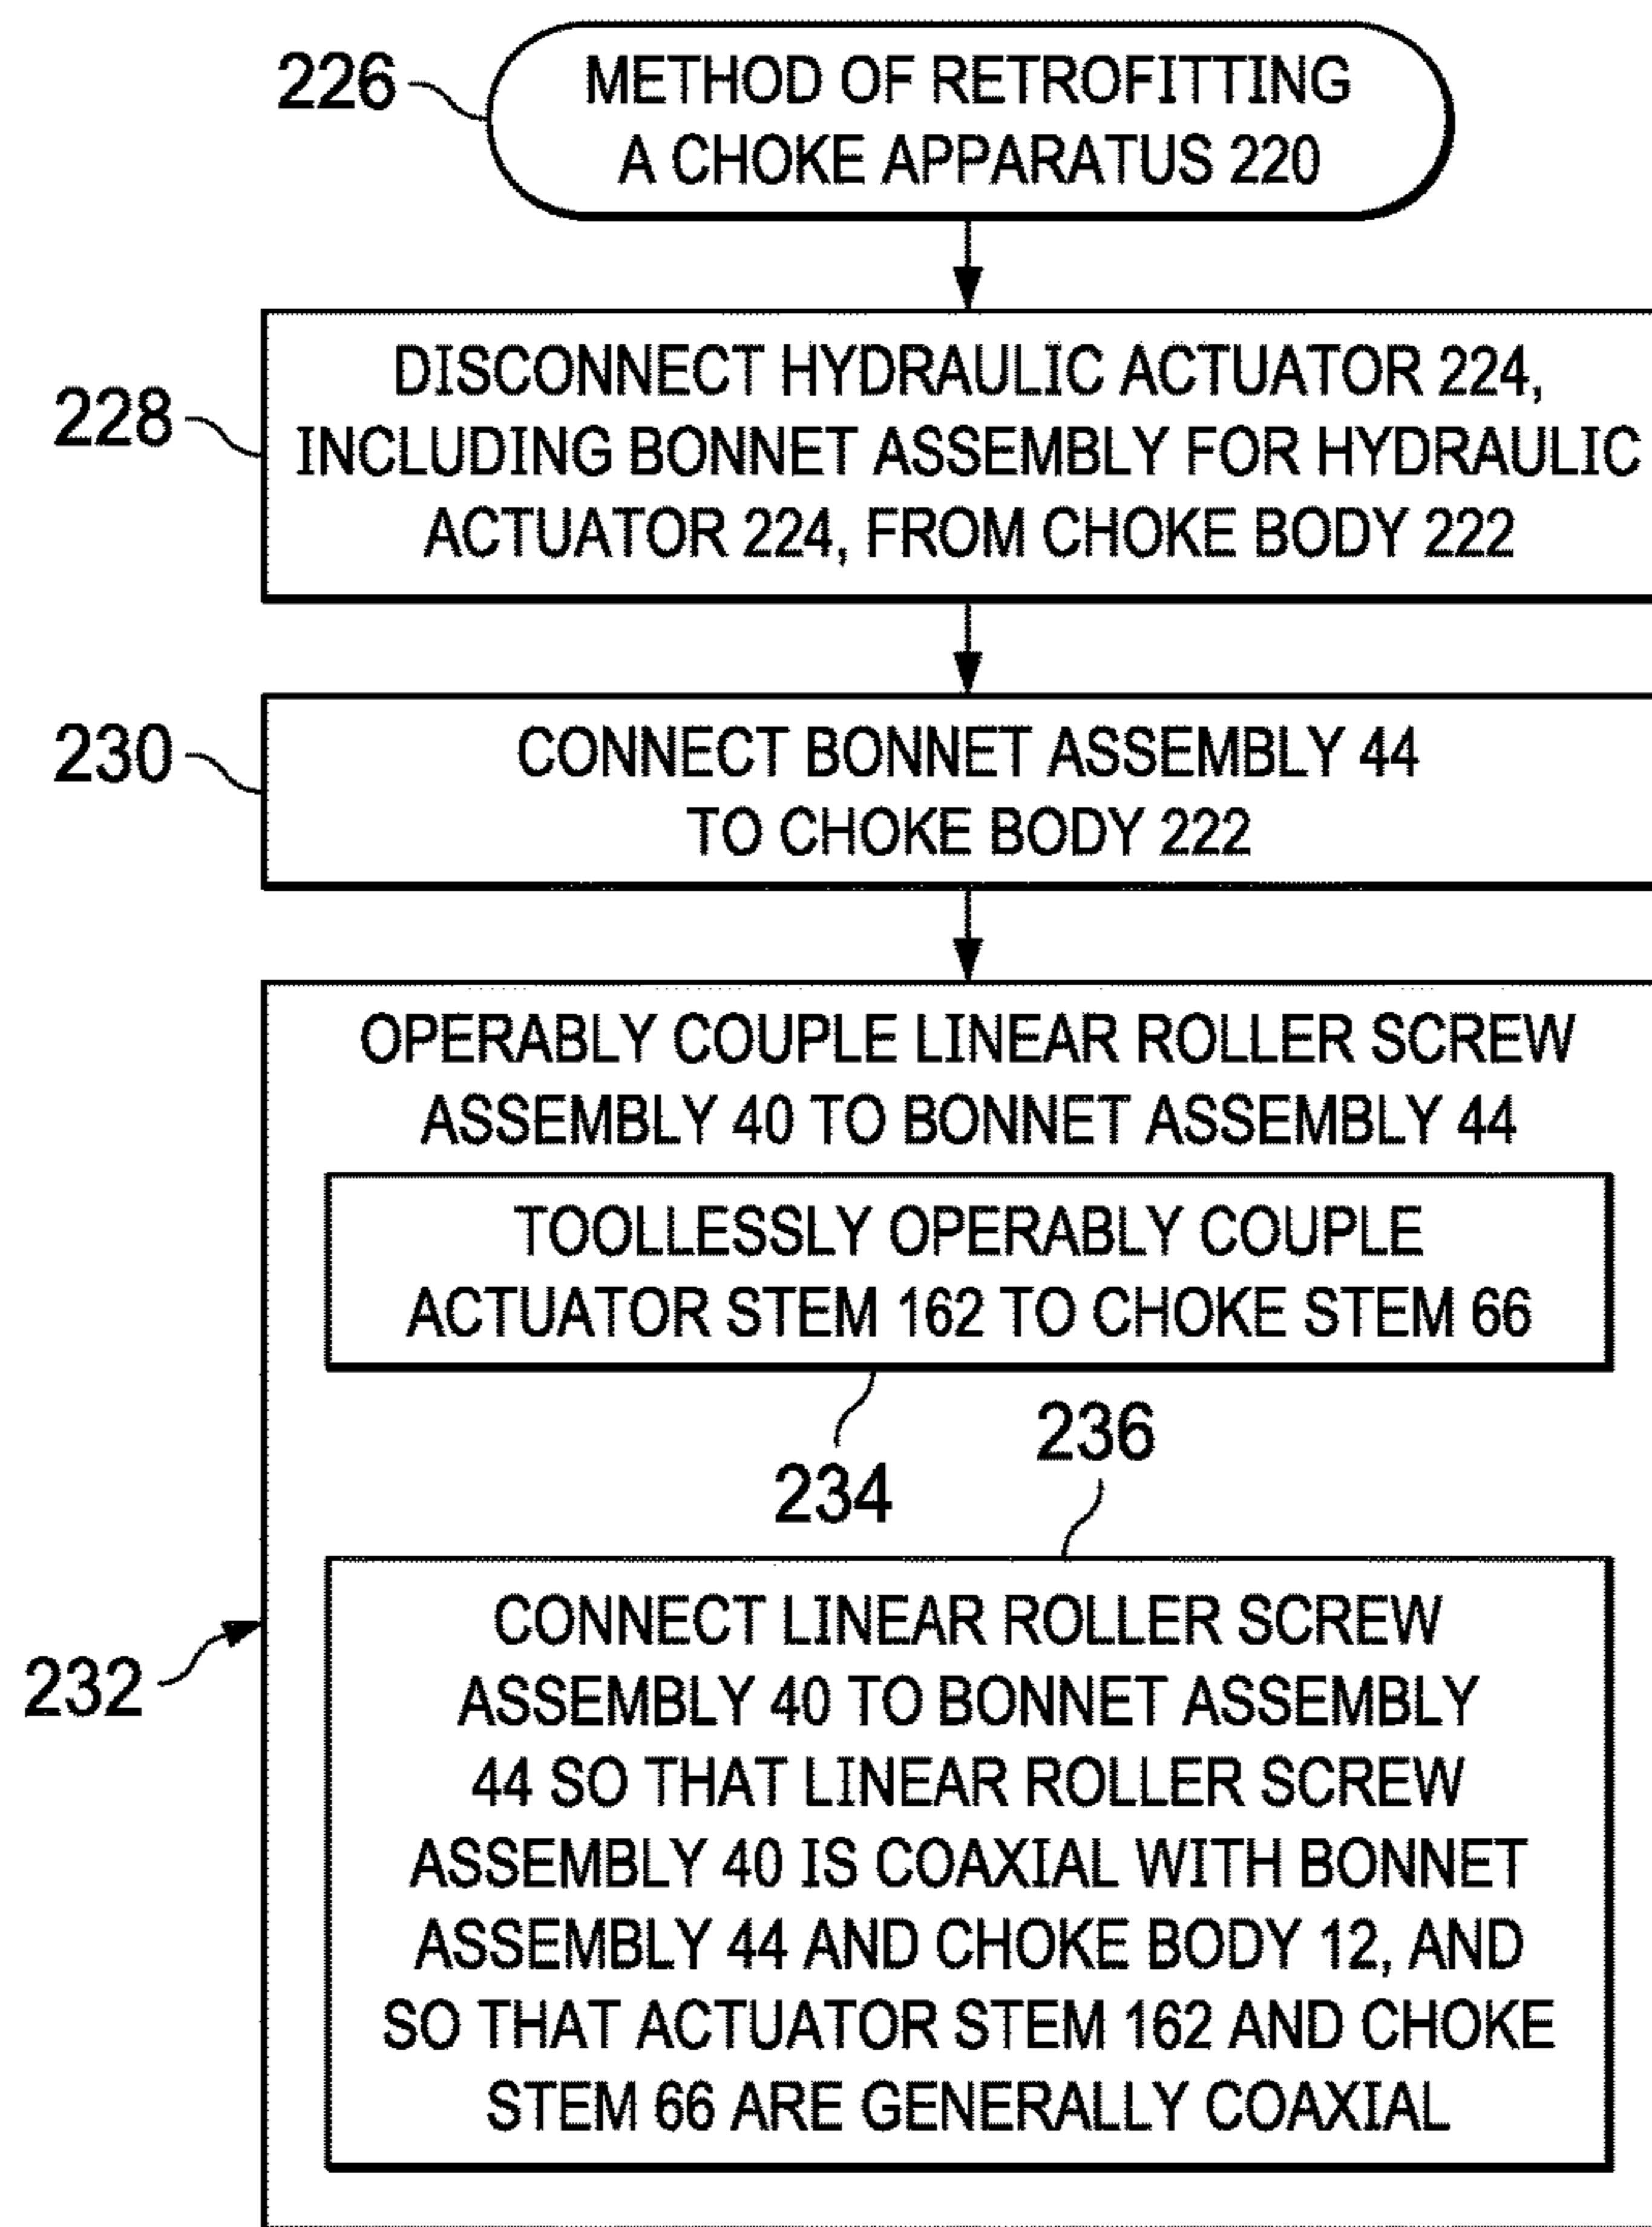 226
METHOD OF RETROFITTING
A CHOKE APPARATUS 220
228
DISCONNECT HYDRAULIC ACTUATOR 224,
INCLUDING BONNET ASSEMBLY FOR HYDRAULIC
ACTUATOR 224, FROM CHOKE BODY 222
230
CONNECT BONNET ASSEMBLY 44
TO CHOKE BODY 222
232
OPERABLY COUPLE LINEAR ROLLER SCREW
ASSEMBLY 40 TO BONNET ASSEMBLY 44
TOOLLESSLY OPERABLY COUPLE
ACTUATOR STEM 162 TO CHOKE STEM 66
234
236
CONNECT LINEAR ROLLER SCREW
ASSEMBLY 40 TO BONNET ASSEMBLY
44 SO THAT LINEAR ROLLER SCREW
ASSEMBLY 40 IS COAXIAL WITH BONNET
ASSEMBLY 44 AND CHOKE BODY 12, AND
SO THAT ACTUATOR STEM 162 AND CHOKE
STEM 66 ARE GENERALLY COAXIAL